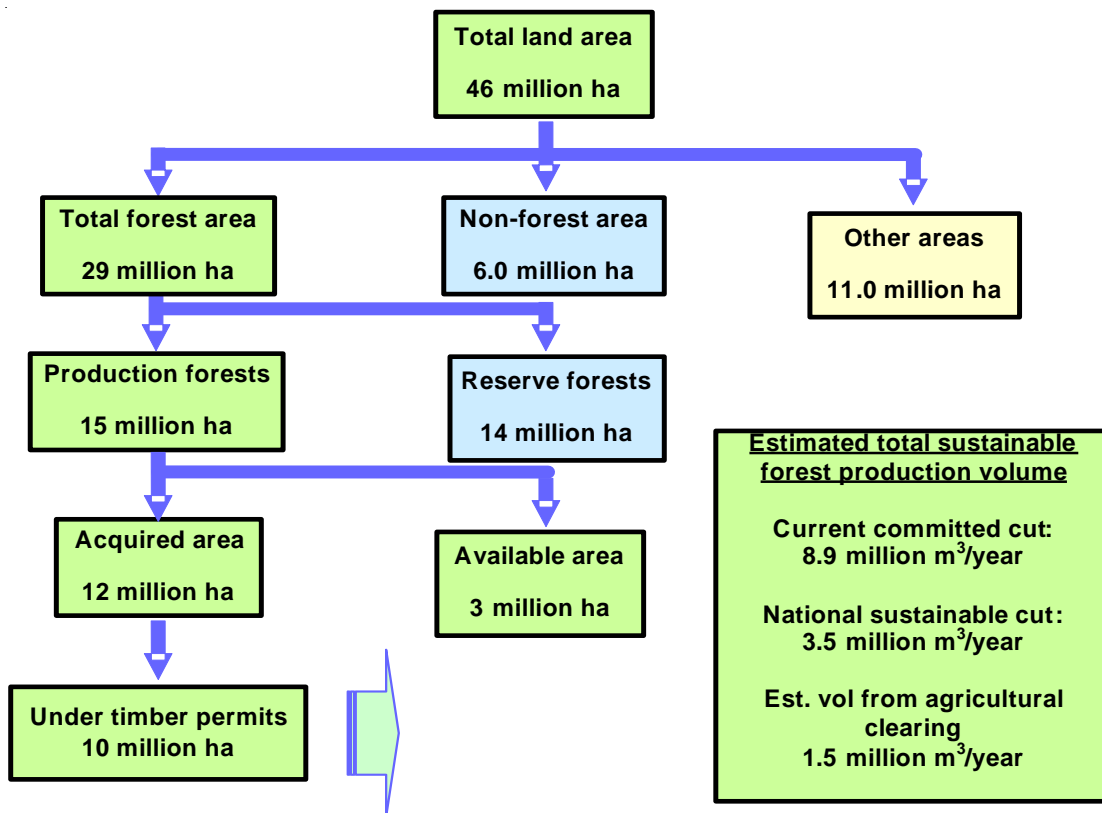 Total land area
46 million ha
Total forest area
29 million ha
Non-forest area
6.0 million ha
Other areas
11.0 million ha
Production forests
15 million ha
Reserve forests
14 million ha
Acquired area
12 million ha
Available area
3 million ha
Under timber permits
10 million ha
Estimated total sustainable
forest production volume
Current committed cut:
8.9 million m³/year
National sustainable cut:
3.5 million m³/year
Est. vol from agricultural
clearing
1.5 million m³/year